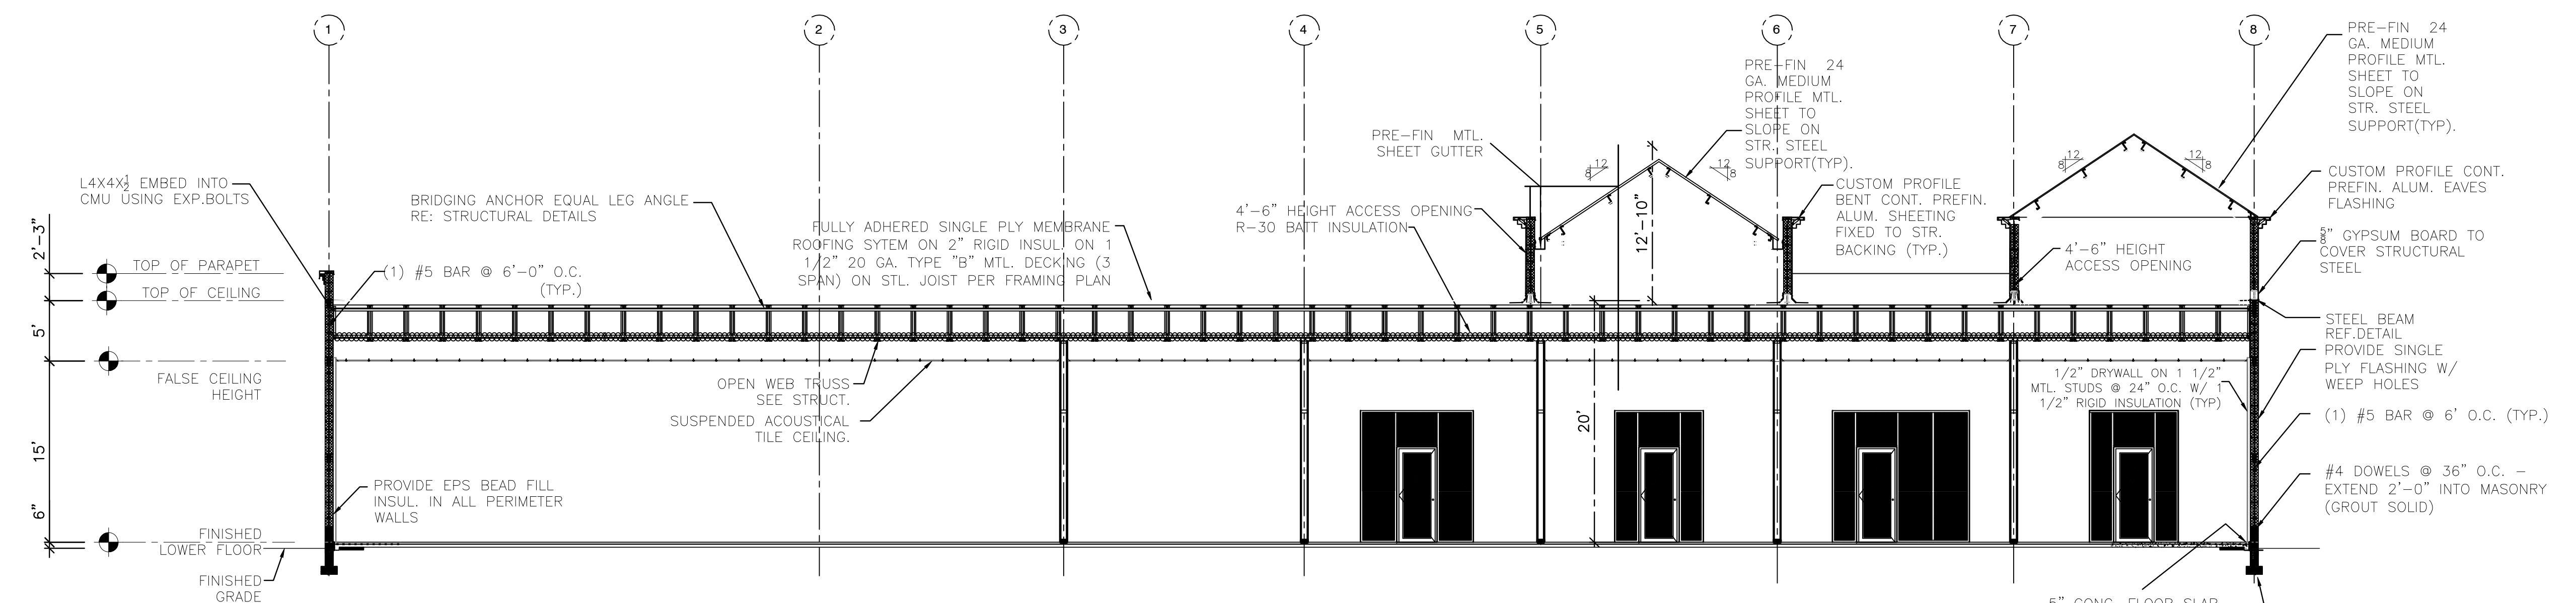 1
2
3
4
5
6
7
8
PRE-FIN 24
GA. MEDIUM
PROFILE MTL.
SHEET TO
SLOPE ON
STR. STEEL
SUPPORT(TYP).
PRE-FIN 24
GA. MEDIUM
PROFILE MTL.
SHEET TO
SLOPE ON
STR. STEEL
SUPPORT(TYP).
PRE-FIN MTL.
SHEET GUTTER
12
8
12
8
12
8
12
8
L4X4X1/2 EMBED INTO
CMU USING EXP.BOLTS
BRIDGING ANCHOR EQUAL LEG ANGLE
RE: STRUCTURAL DETAILS
FULLY ADHERED SINGLE PLY MEMBRANE
ROOFING SYTEM ON 2" RIGID INSUL. ON 1
1/2" 20 GA. TYPE "B" MTL. DECKING (3
SPAN) ON STL. JOIST PER FRAMING PLAN
4'-6" HEIGHT ACCESS OPENING
R-30 BATT INSULATION
12'-10"
CUSTOM PROFILE
BENT CONT. PREFIN.
ALUM. SHEETING
FIXED TO STR.
BACKING (TYP.)
4'-6" HEIGHT
ACCESS OPENING
CUSTOM PROFILE CONT.
PREFIN. ALUM. EAVES
FLASHING
5/8" GYPSUM BOARD TO
COVER STRUCTURAL
STEEL
2'-3"
TOP OF PARAPET
TOP OF CEILING
(1) #5 BAR @ 6'-0" O.C.
(TYP.)
5'
FALSE CEILING
HEIGHT
OPEN WEB TRUSS
SEE STRUCT.
SUSPENDED ACOUSTICAL
TILE CEILING.
20'
STEEL BEAM
REF.DETAIL
PROVIDE SINGLE
PLY FLASHING W/
WEEP HOLES
1/2" DRYWALL ON 1 1/2"
MTL. STUDS @ 24" O.C. W/ 1
1/2" RIGID INSULATION (TYP)
(1) #5 BAR @ 6' O.C. (TYP.)
15'
PROVIDE EPS BEAD FILL
INSUL. IN ALL PERIMETER
WALLS
#4 DOWELS @ 36" O.C. -
EXTEND 2'-0" INTO MASONRY
(GROUT SOLID)
6"
FINISHED
LOWER FLOOR
FINISHED
GRADE
5" CONC. FLOOR SLAB